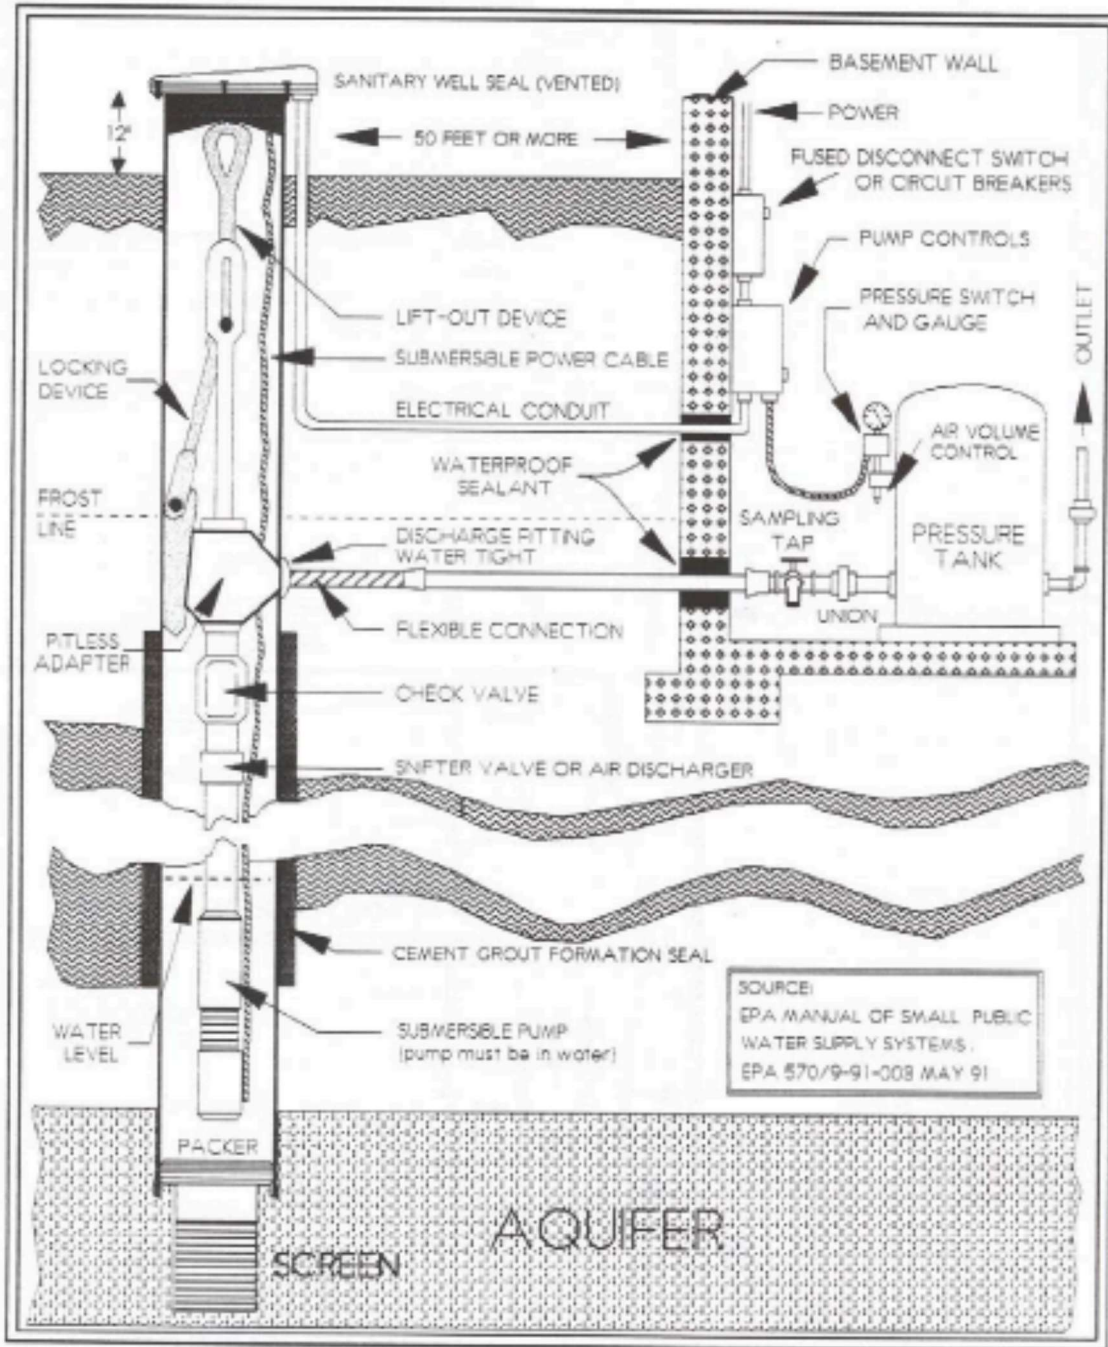 SANITARY WELL SEAL (VENTED)
12"
50 FEET OR MORE
BASEMENT WALL
POWER
FUSED DISCONNECT SWITCH
OR CIRCUIT BREAKERS
PUMP CONTROLS
PRESSURE SWITCH
AND GAUGE
OUTLET
LIFT-OUT DEVICE
SUBMERSIBLE POWER CABLE
LOCKING
DEVICE
ELECTRICAL CONDUIT
AIR VOLUME
CONTROL
WATERPROOF
SEALANT
FROST
LINE
SAMPLING
TAP
PRESSURE
TANK
DISCHARGE FITTING
WATER TIGHT
UNION
FLEXIBLE CONNECTION
PITLESS
ADAPTER
CHECK VALVE
SNIFTER VALVE OR AIR DISCHARGER
CEMENT GROUT FORMATION SEAL
WATER
LEVEL
SUBMERSIBLE PUMP
(pump must be in water)
SOURCE:
EPA MANUAL OF SMALL PUBLIC
WATER SUPPLY SYSTEMS.
EPA 570/9-91-003 MAY 91
PACKER
AQUIFER
SCREEN